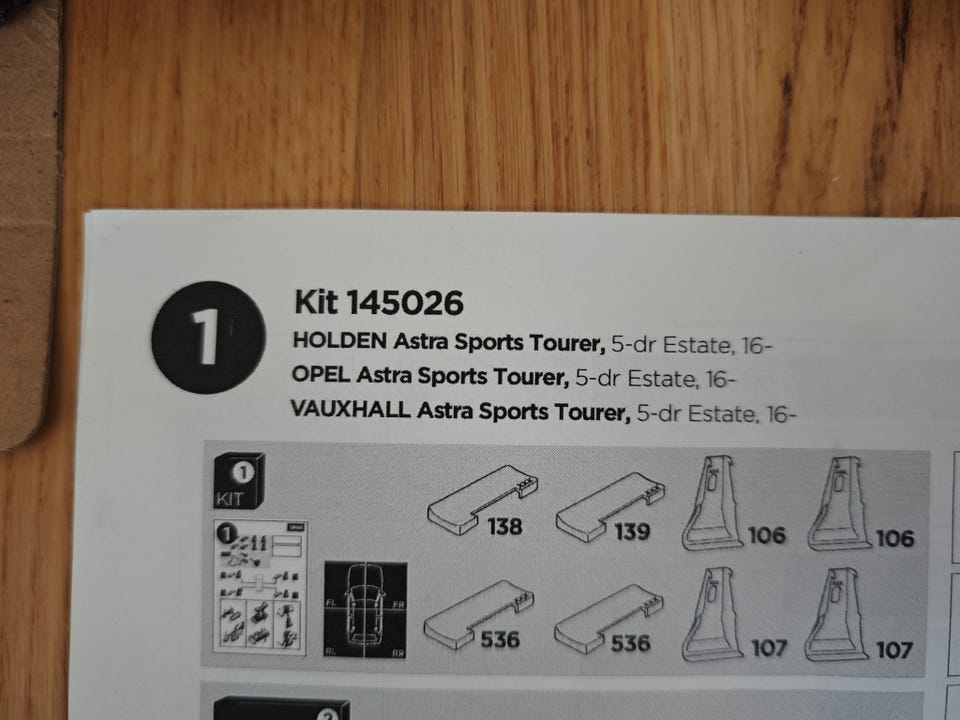 1
Kit 145026
HOLDEN Astra Sports Tourer, 5-dr Estate, 16-
OPEL Astra Sports Tourer, 5-dr Estate, 16-
VAUXHALL Astra Sports Tourer, 5-dr Estate, 16-
1
KIT
138
139
106
106
1
FL
FR
RL
RR
536
536
107
107
2